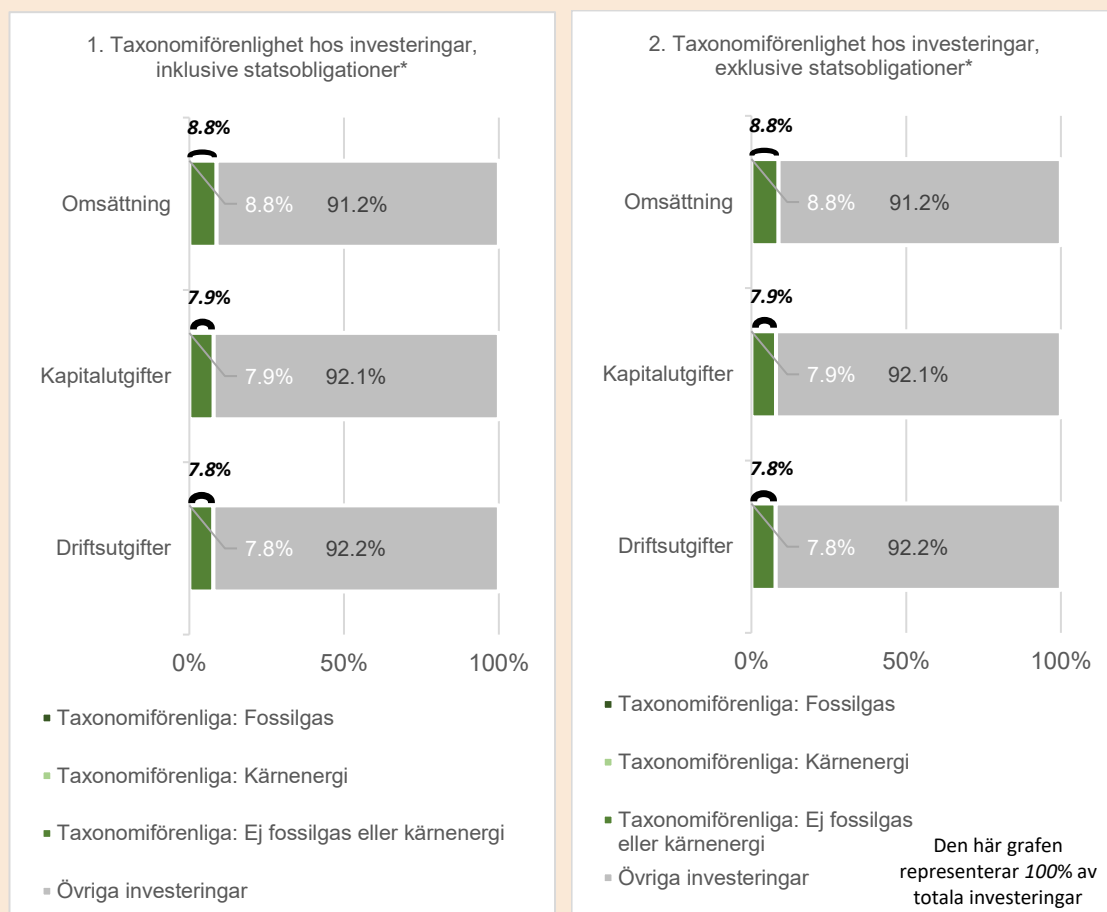 1. Taxonomiförenlighet hos investeringar,
inklusive statsobligationer*
8.8%
Omsättning
8.8%
91.2%
7.9%
Kapitalutgifter
7.9%
92.1%
7.8%
Driftsutgifter
7.8%
92.2%
0%
50%
100%
▪ Taxonomiförenliga: Fossilgas
▪ Taxonomiförenliga: Kärnenergi
▪ Taxonomiförenliga: Ej fossilgas eller kärnenergi
▪ Övriga investeringar
2. Taxonomiförenlighet hos investeringar,
exklusive statsobligationer*
8.8%
Omsättning
8.8%
91.2%
7.9%
Kapitalutgifter
7.9%
92.1%
7.8%
Driftsutgifter
7.8%
92.2%
0%
50%
100%
▪ Taxonomiförenliga: Fossilgas
▪ Taxonomiförenliga: Kärnenergi
▪ Taxonomiförenliga: Ej fossilgas
eller kärnenergi
▪ Övriga investeringar
Den här grafen
representerar 100% av
totala investeringar